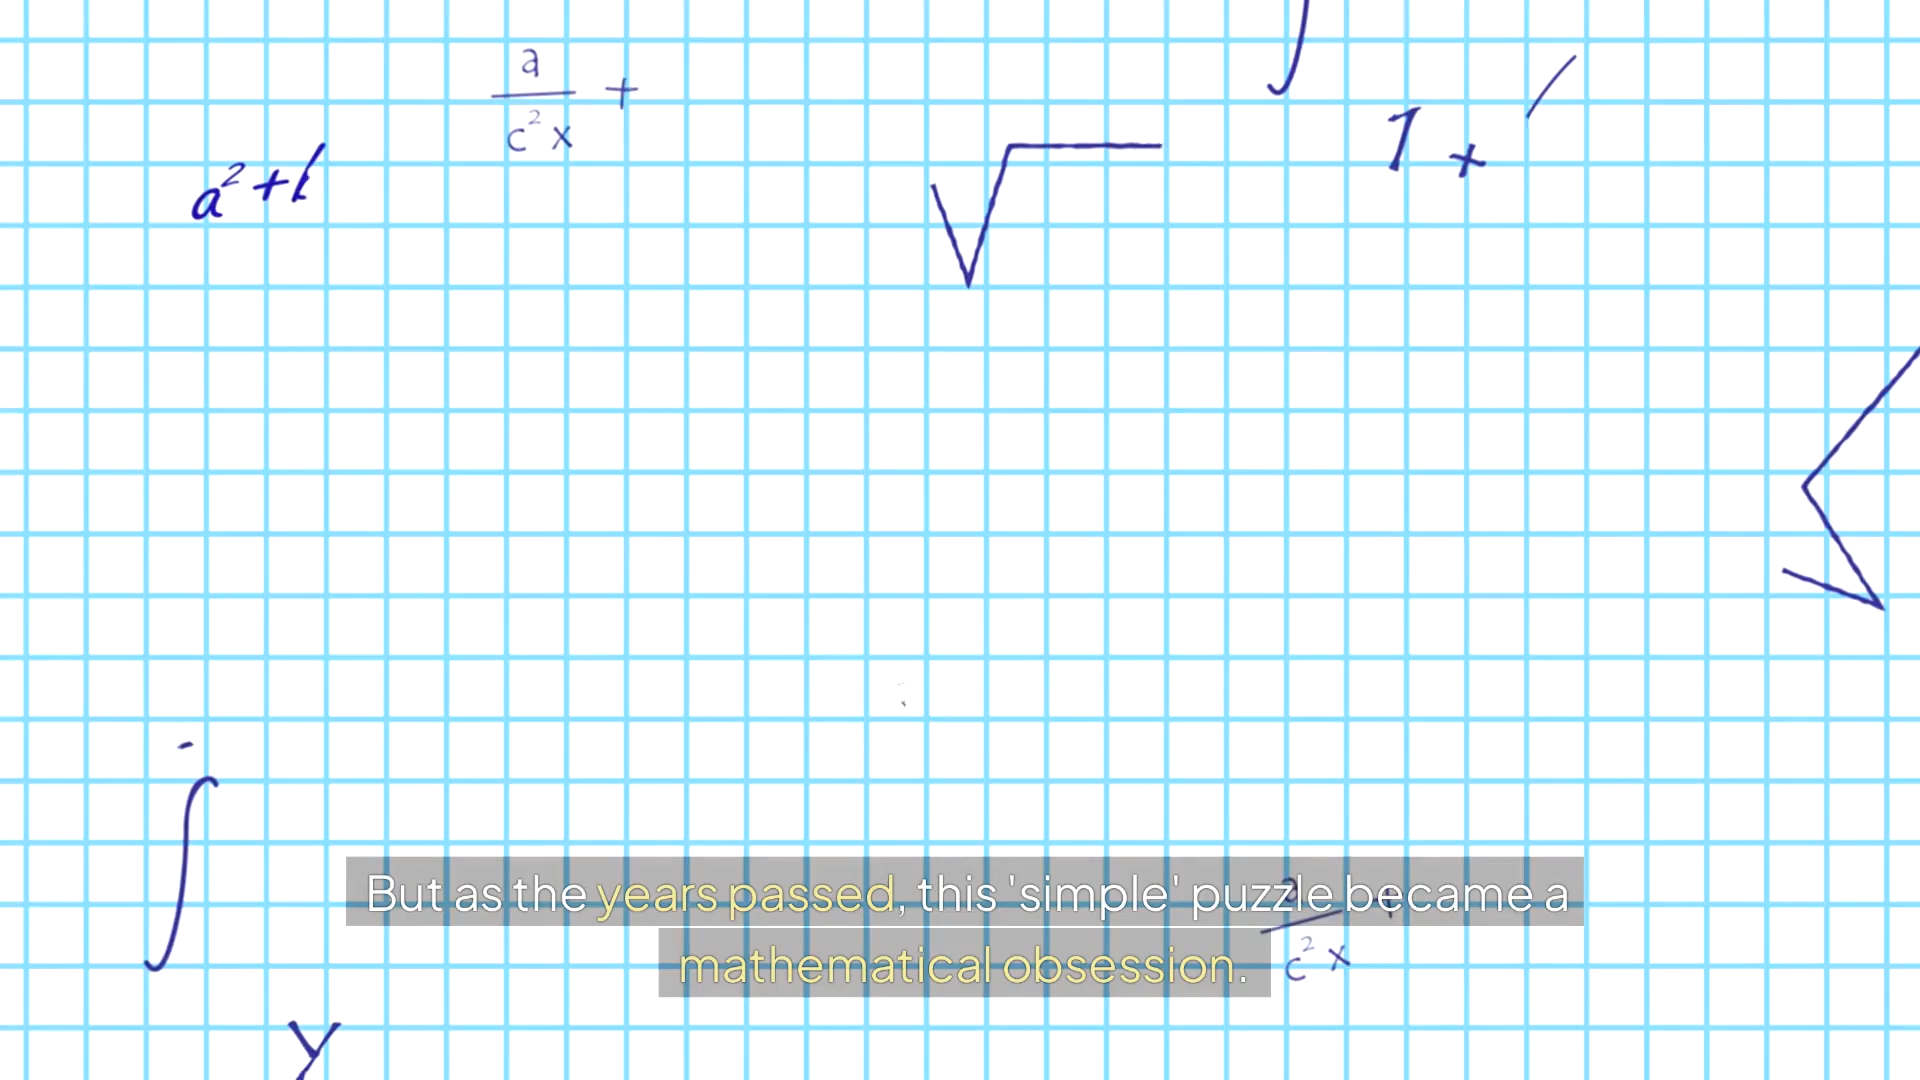 a
+
c² x
a² +
√
1 +
∫
But as the years passed, this 'simple' puzzle became a
mathematical obsession.
a
+
c² x
y